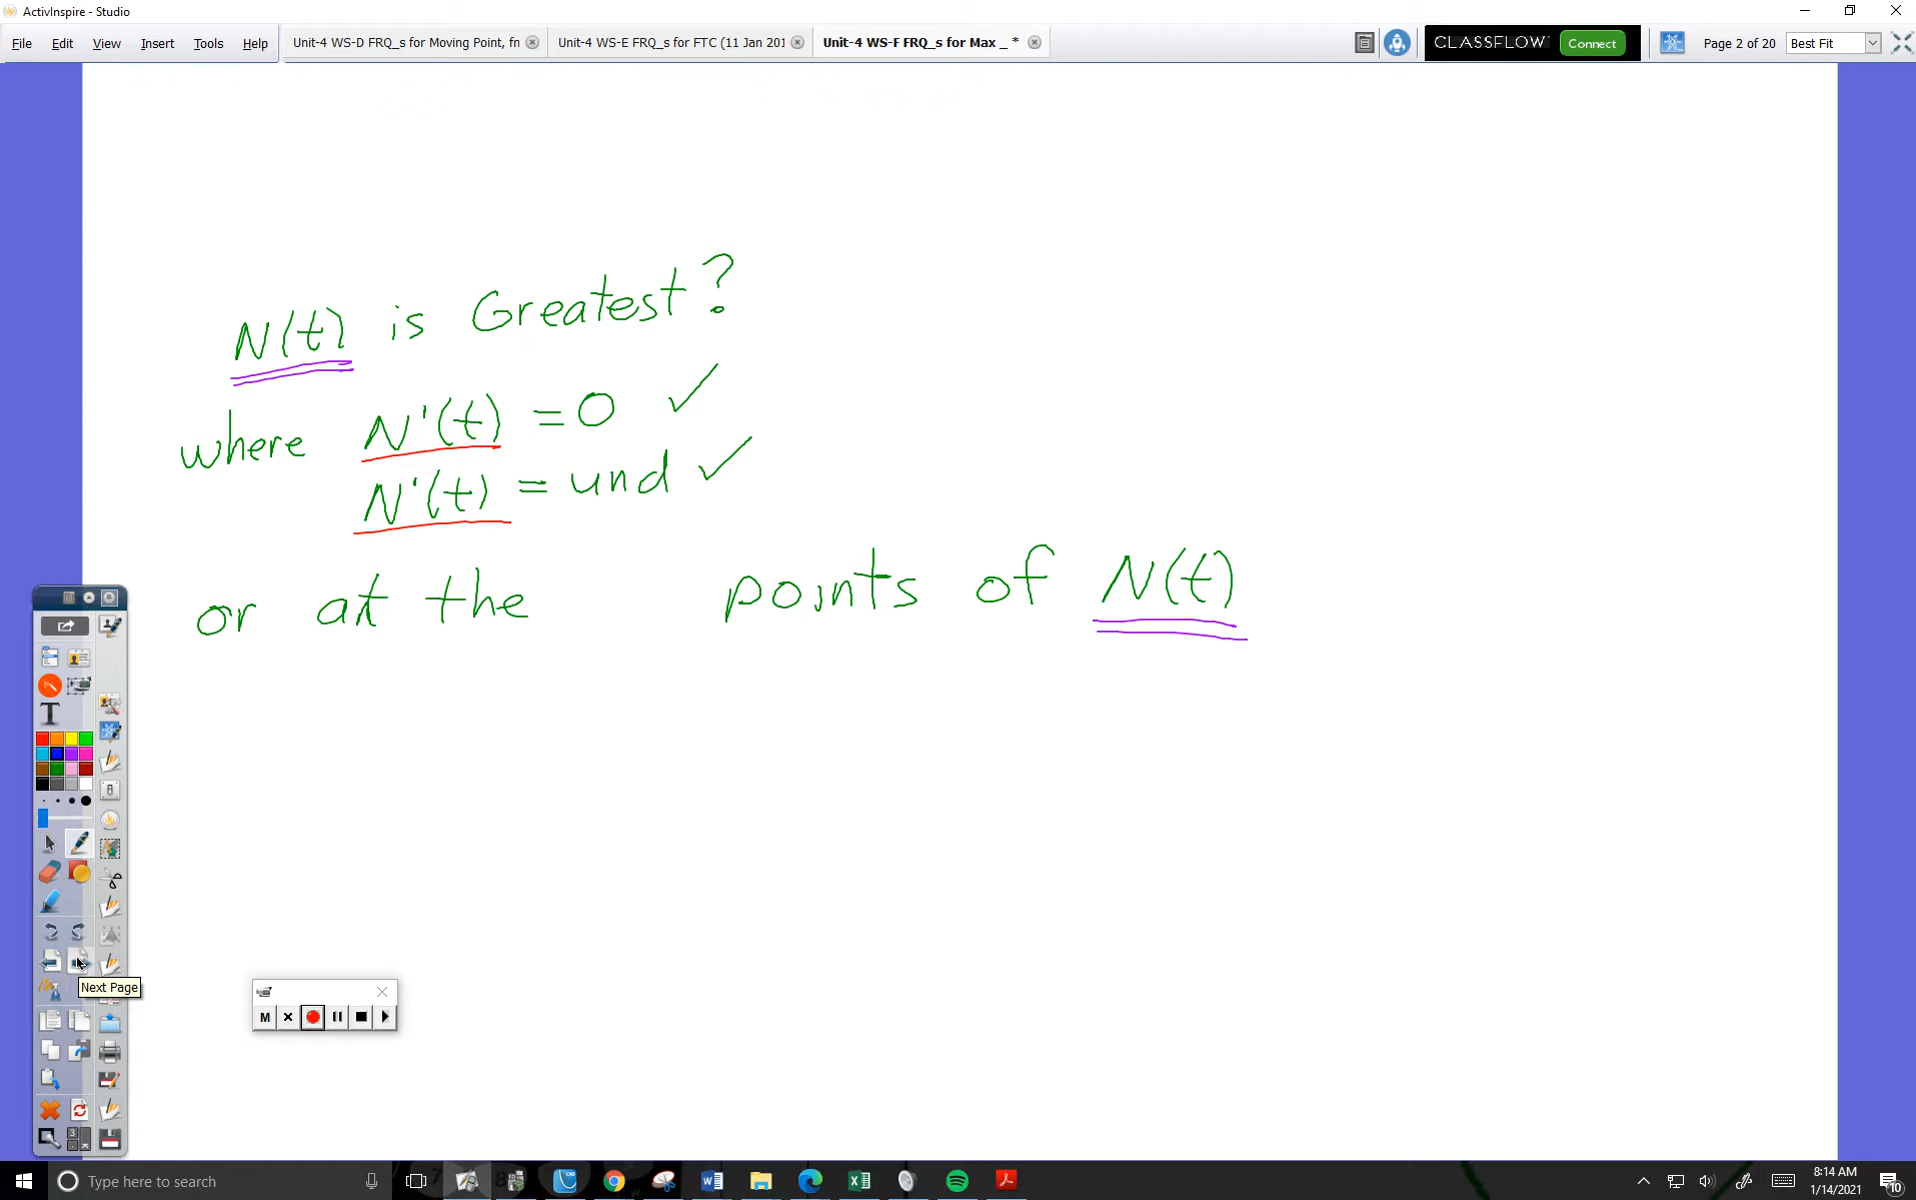 ActivInspire - Studio
File Edit View Insert Tools Help
Unit-4 WS-D FRQ_s for Moving Point, fn
Unit-4 WS-E FRQ_s for FTC (11 Jan 201
Unit-4 WS-F FRQ_s for Max _ *
CLASSFLOW Connect
Page 2 of 20
Best Fit
N(t) is Greatest?
where N'(t) = 0 ✓
N'(t) = und ✓
or at the points of N(t)
T
Next Page
M
Type here to search
8:14 AM
1/14/2021
10